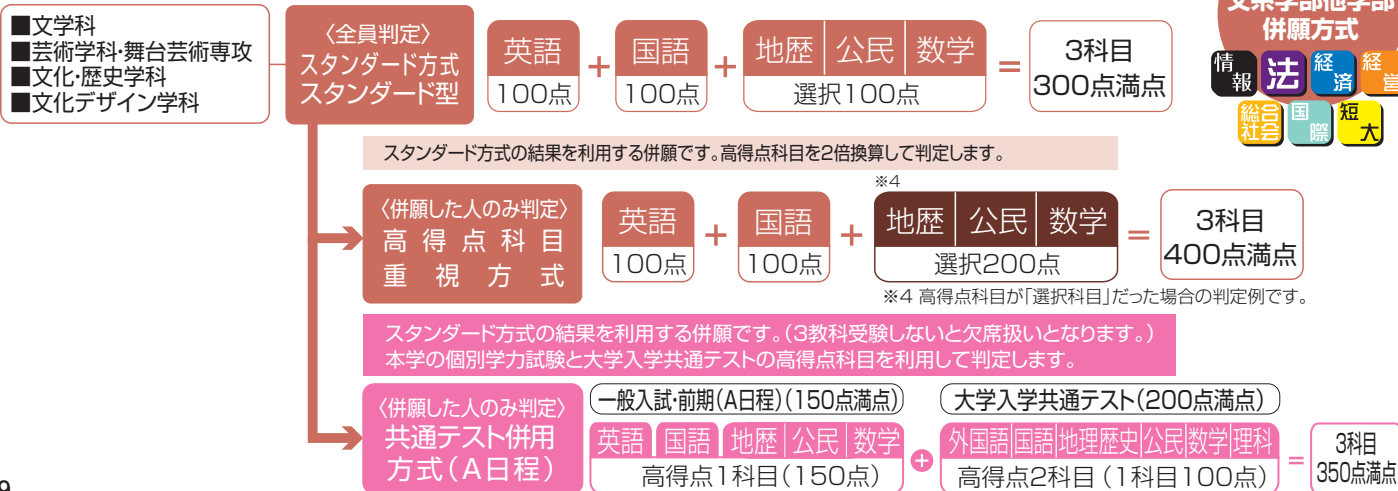 ■文学科
■芸術学科・舞台芸術専攻
■文化・歴史学科
■文化デザイン学科
〈全員判定〉
スタンダード方式
スタンダード型
英語
100点
+
国語
100点
+
地歴 公民 数学
選択100点
=
3科目
300点満点
文系学部他学部
併願方式
情報 法 経済 経営
総合社会 国際 短大
スタンダード方式の結果を利用する併願です。高得点科目を2倍換算して判定します。
〈併願した人のみ判定〉
高得点科目
重視方式
英語
100点
+
国語
100点
+
※4
地歴 公民 数学
選択200点
=
3科目
400点満点
※4 高得点科目が「選択科目」だった場合の判定例です。
スタンダード方式の結果を利用する併願です。(3教科受験しないと欠席扱いとなります。)
本学の個別学力試験と大学入学共通テストの高得点科目を利用して判定します。
〈併願した人のみ判定〉
共通テスト併用
方式(A日程)
一般入試・前期(A日程)(150点満点)
英語 国語 地歴 公民 数学
高得点1科目(150点)
+
大学入学共通テスト(200点満点)
外国語 国語 地理歴史 公民 数学 理科
高得点2科目(1科目100点)
=
3科目
350点満点
9